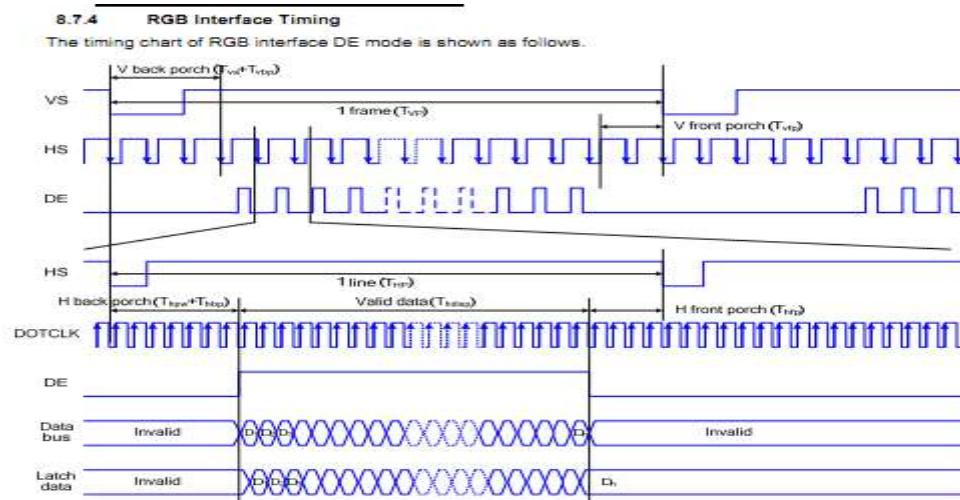 8.7.4 RGB Interface Timing
The timing chart of RGB interface DE mode is shown as follows.
V back porch (Tvs+Tvbp)
VS
1 frame (TVP)
V front porch (Tvfp)
HS
DE
HS
1 line (THP)
H back porch (Thpw+Thbp) Valid data (Thdisp) H front porch (Thfp)
DOTCLK
DE
Data
bus
Invalid
Invalid
Latch
data
Invalid